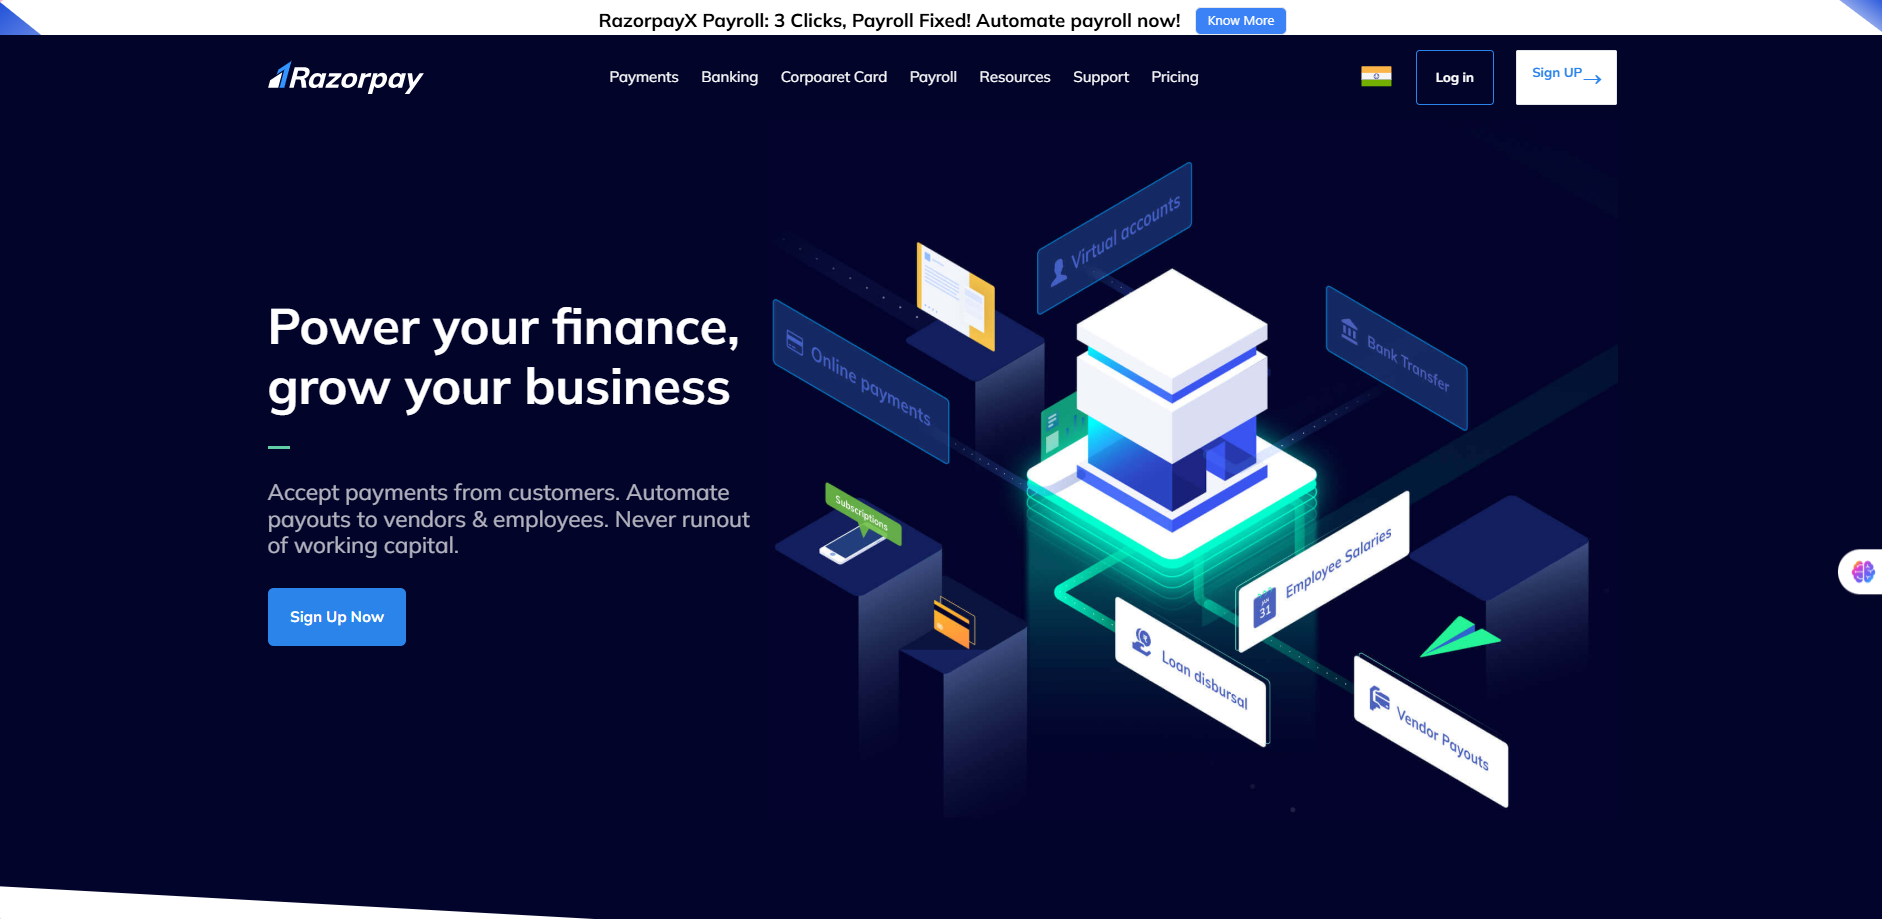 RazorpayX Payroll: 3 Clicks, Payroll Fixed! Automate payroll now! Know More
Razorpay Payments Banking Corpoaret Card Payroll Resources Support Pricing Log in Sign UP
Power your finance,
grow your business
Accept payments from customers. Automate
payouts to vendors & employees. Never runout
of working capital.
Sign Up Now
Virtual accounts
Online payments
Bank Transfer
Subscriptions
JAN
31
Employee Salaries
Loan disbursal
Vendor Payouts